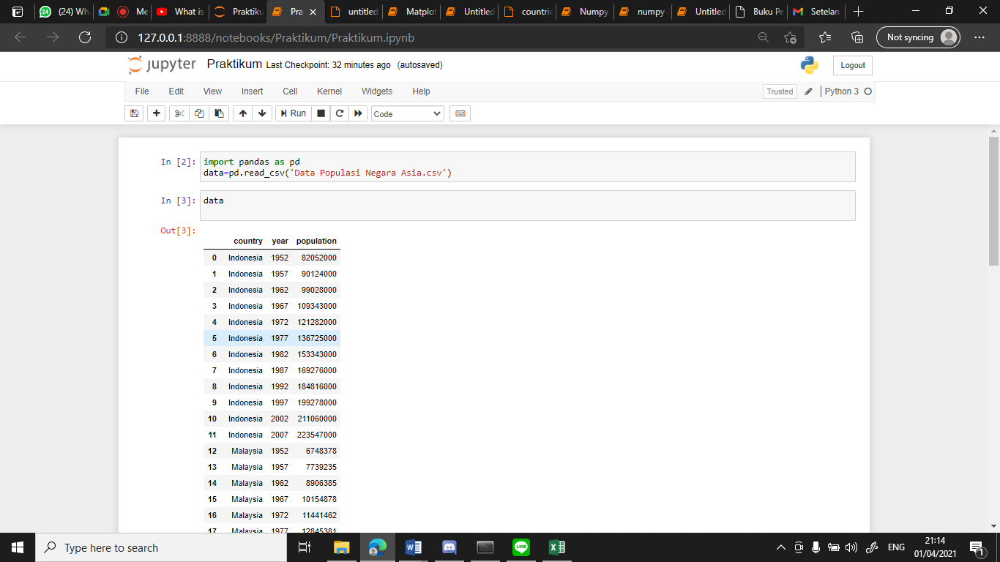 (24) Wh Me What is Praktiku Pra untitled Matplot Untitled countrie Numpy numpy Untitled Buku Pe Setelan
127.0.0.1:8888/notebooks/Praktikum/Praktikum.ipynb Not syncing
jupyter Praktikum Last Checkpoint: 32 minutes ago (autosaved) Logout
File Edit View Insert Cell Kernel Widgets Help Trusted Python 3
Run Code
In [2]: import pandas as pd
data=pd.read_csv('Data Populasi Negara Asia.csv')
In [3]: data
Out[3]:
country year population
0 Indonesia 1952 82052000
1 Indonesia 1957 90124000
2 Indonesia 1962 99028000
3 Indonesia 1967 109343000
4 Indonesia 1972 121282000
5 Indonesia 1977 136725000
6 Indonesia 1982 153343000
7 Indonesia 1987 169276000
8 Indonesia 1992 184816000
9 Indonesia 1997 199278000
10 Indonesia 2002 211060000
11 Indonesia 2007 223547000
12 Malaysia 1952 6748378
13 Malaysia 1957 7739235
14 Malaysia 1962 8906385
15 Malaysia 1967 10154878
16 Malaysia 1972 11441462
17 Malaysia 1977 12845381
Type here to search ENG 21:14
01/04/2021 1